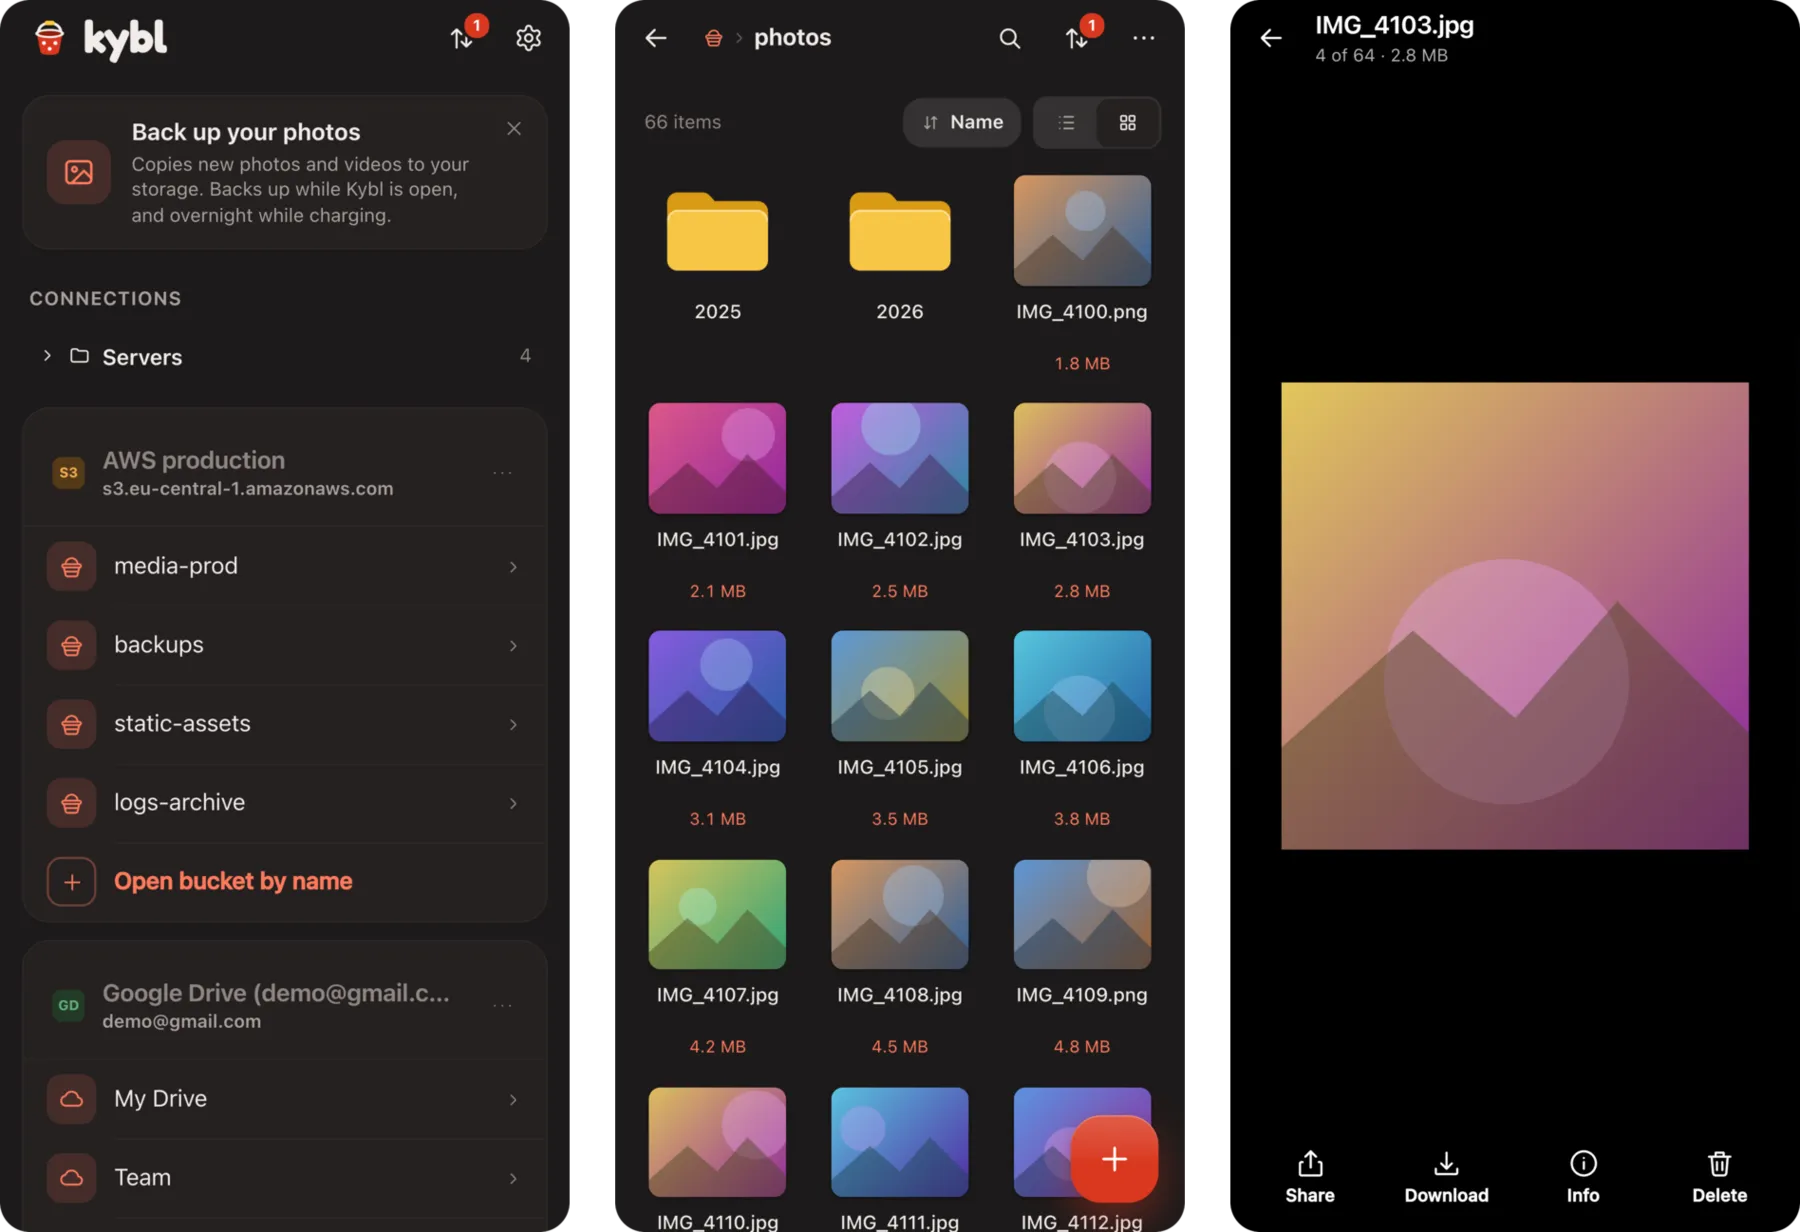 kybl
1
Back up your photos
Copies new photos and videos to your
storage. Backs up while Kybl is open,
and overnight while charging.
CONNECTIONS
Servers
4
S3
AWS production
s3.eu-central-1.amazonaws.com
media-prod
backups
static-assets
logs-archive
Open bucket by name
GD
Google Drive (demo@gmail.c...
demo@gmail.com
My Drive
Team
photos
1
66 items
Name
2025
2026
IMG_4100.png
1.8 MB
IMG_4101.jpg
IMG_4102.jpg
IMG_4103.jpg
2.1 MB
2.5 MB
2.8 MB
IMG_4104.jpg
IMG_4105.jpg
IMG_4106.jpg
3.1 MB
3.5 MB
3.8 MB
IMG_4107.jpg
IMG_4108.jpg
IMG_4109.png
4.2 MB
4.5 MB
4.8 MB
IMG_4110.jpg
IMG_4111.jpg
IMG_4112.jpg
IMG_4103.jpg
4 of 64 · 2.8 MB
Share
Download
Info
Delete